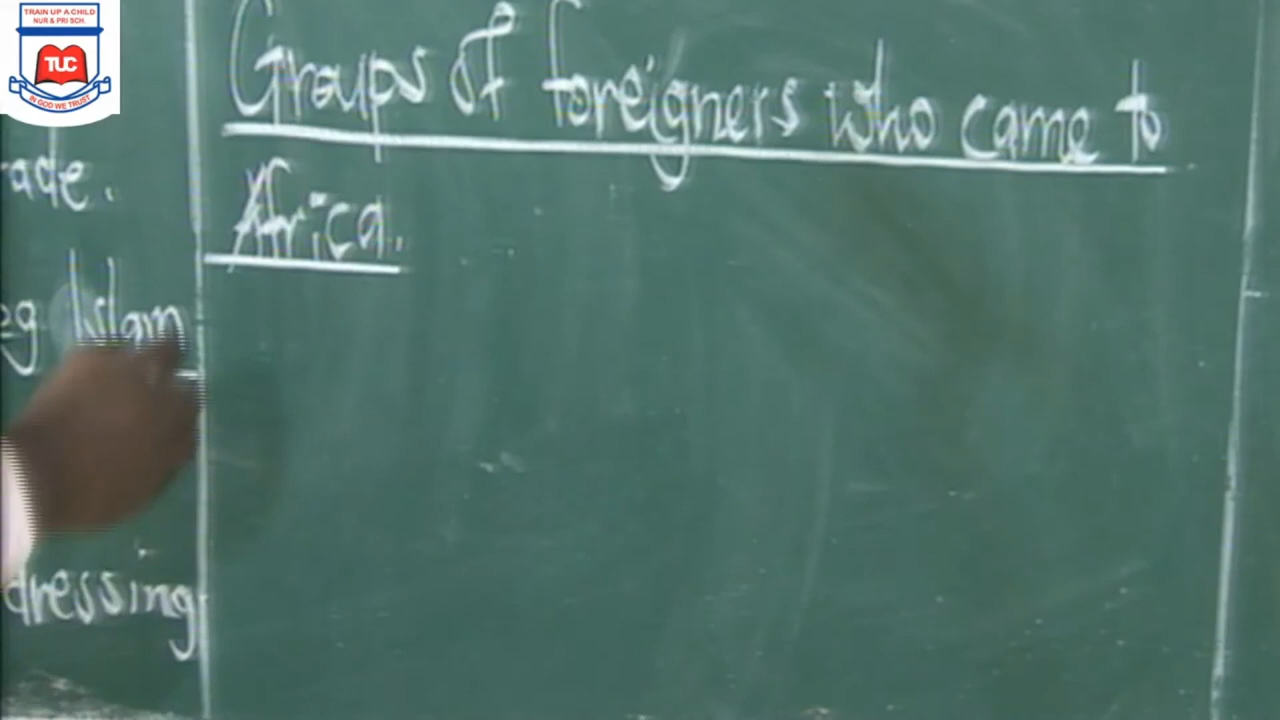 TRAIN UP A CHILD
NUR & PRI SCH.
TUC
IN GOD WE TRUST
ade.
eg Islam
dressing
Groups of foreigners who came to
Africa.